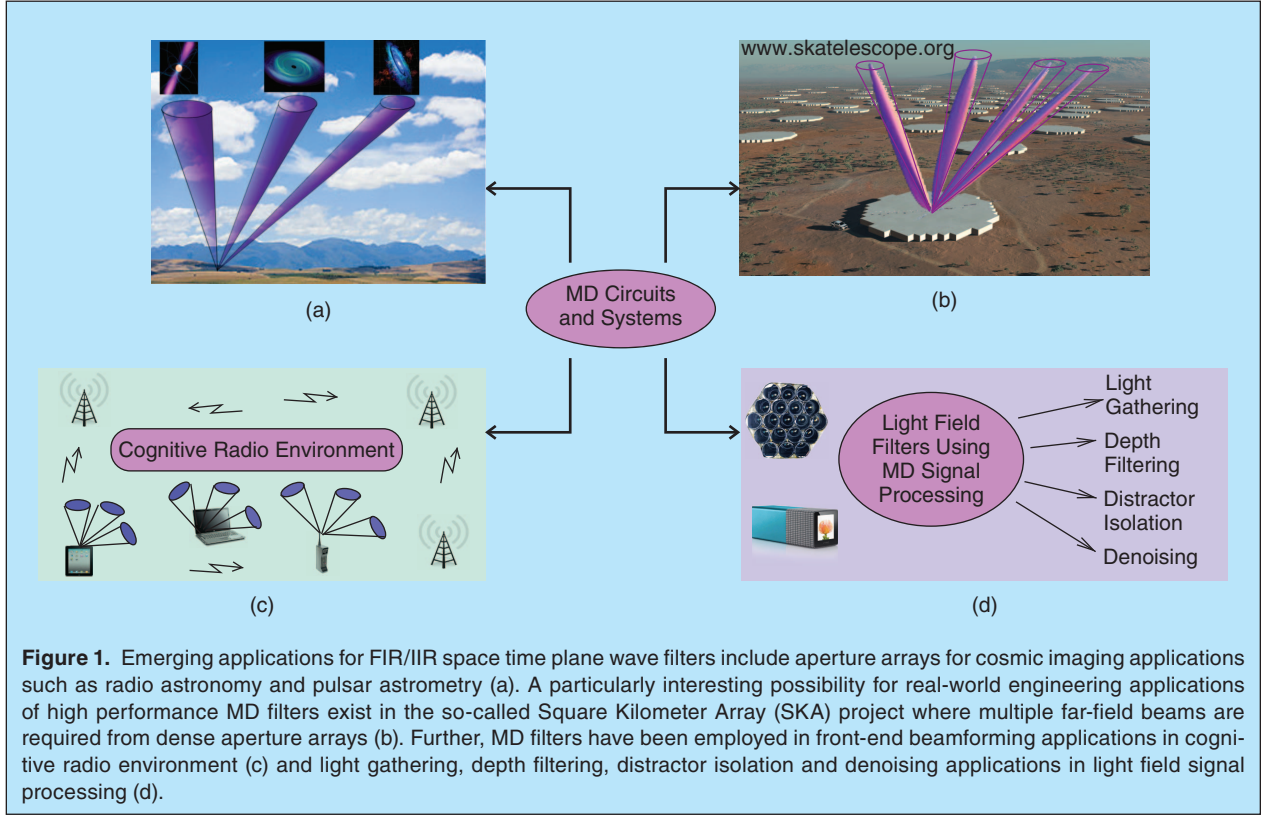 www.skatelescope.org
(a)
(b)
MD Circuits
and Systems
Cognitive Radio Environment
(c)
Light Field
Filters Using
MD Signal
Processing
Light
Gathering
Depth
Filtering
Distractor
Isolation
Denoising
(d)
Figure 1. Emerging applications for FIR/IIR space time plane wave filters include aperture arrays for cosmic imaging applications
such as radio astronomy and pulsar astrometry (a). A particularly interesting possibility for real-world engineering applications
of high performance MD filters exist in the so-called Square Kilometer Array (SKA) project where multiple far-field beams are
required from dense aperture arrays (b). Further, MD filters have been employed in front-end beamforming applications in cogni-
tive radio environment (c) and light gathering, depth filtering, distractor isolation and denoising applications in light field signal
processing (d).